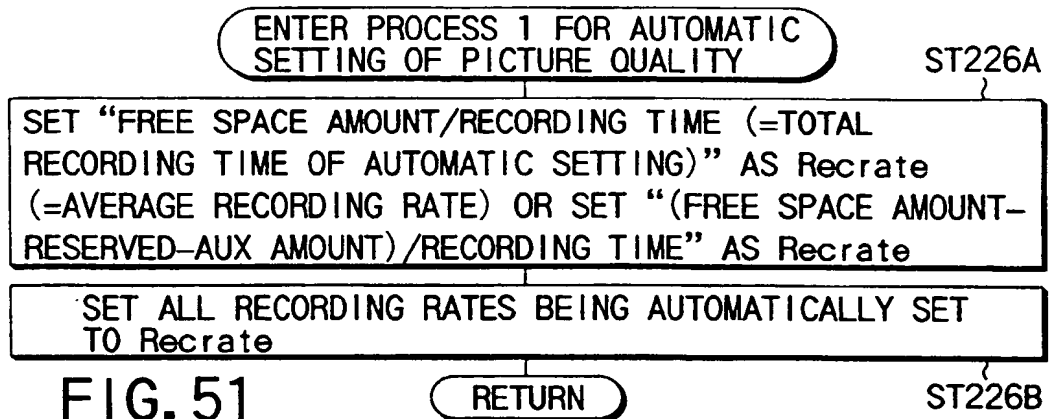 ENTER PROCESS 1 FOR AUTOMATIC
SETTING OF PICTURE QUALITY
ST226A
SET “FREE SPACE AMOUNT/RECORDING TIME (=TOTAL
RECORDING TIME OF AUTOMATIC SETTING)” AS Recrate
(=AVERAGE RECORDING RATE) OR SET “(FREE SPACE AMOUNT–
RESERVED–AUX AMOUNT)/RECORDING TIME” AS Recrate
SET ALL RECORDING RATES BEING AUTOMATICALLY SET
TO Recrate
FIG. 51
RETURN
ST226B